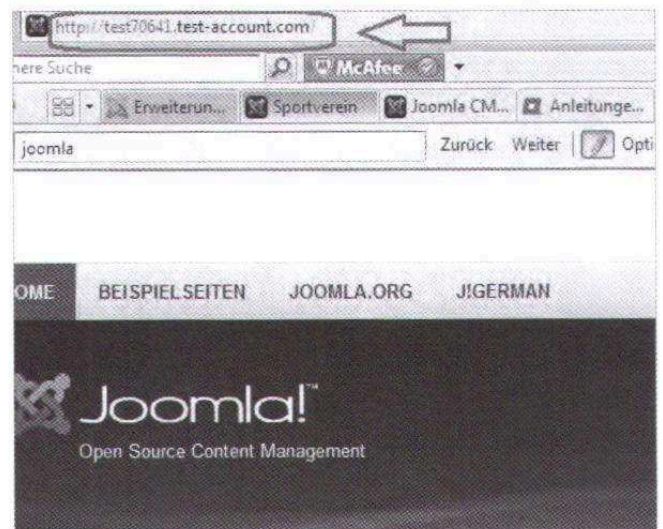 http://test70641.test-account.com/
here Suche McAfee
Erweiterun... Sportverein Joomla CM... Anleitunge...
joomla Zurück Weiter Opti
OME BEISPIELSEITEN JOOMLA.ORG J!GERMAN
Joomla!™
Open Source Content Management